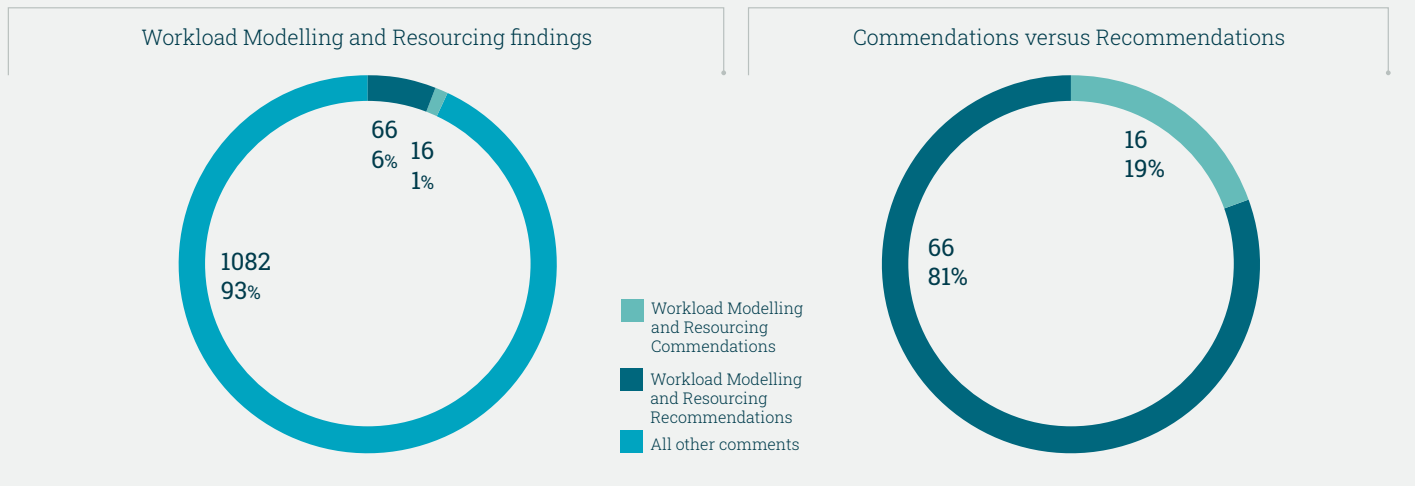 Workload Modelling and Resourcing findings
66
6%
16
1%
1082
93%
Workload Modelling
and Resourcing
Commendations
Workload Modelling
and Resourcing
Recommendations
All other comments
Commendations versus Recommendations
16
19%
66
81%